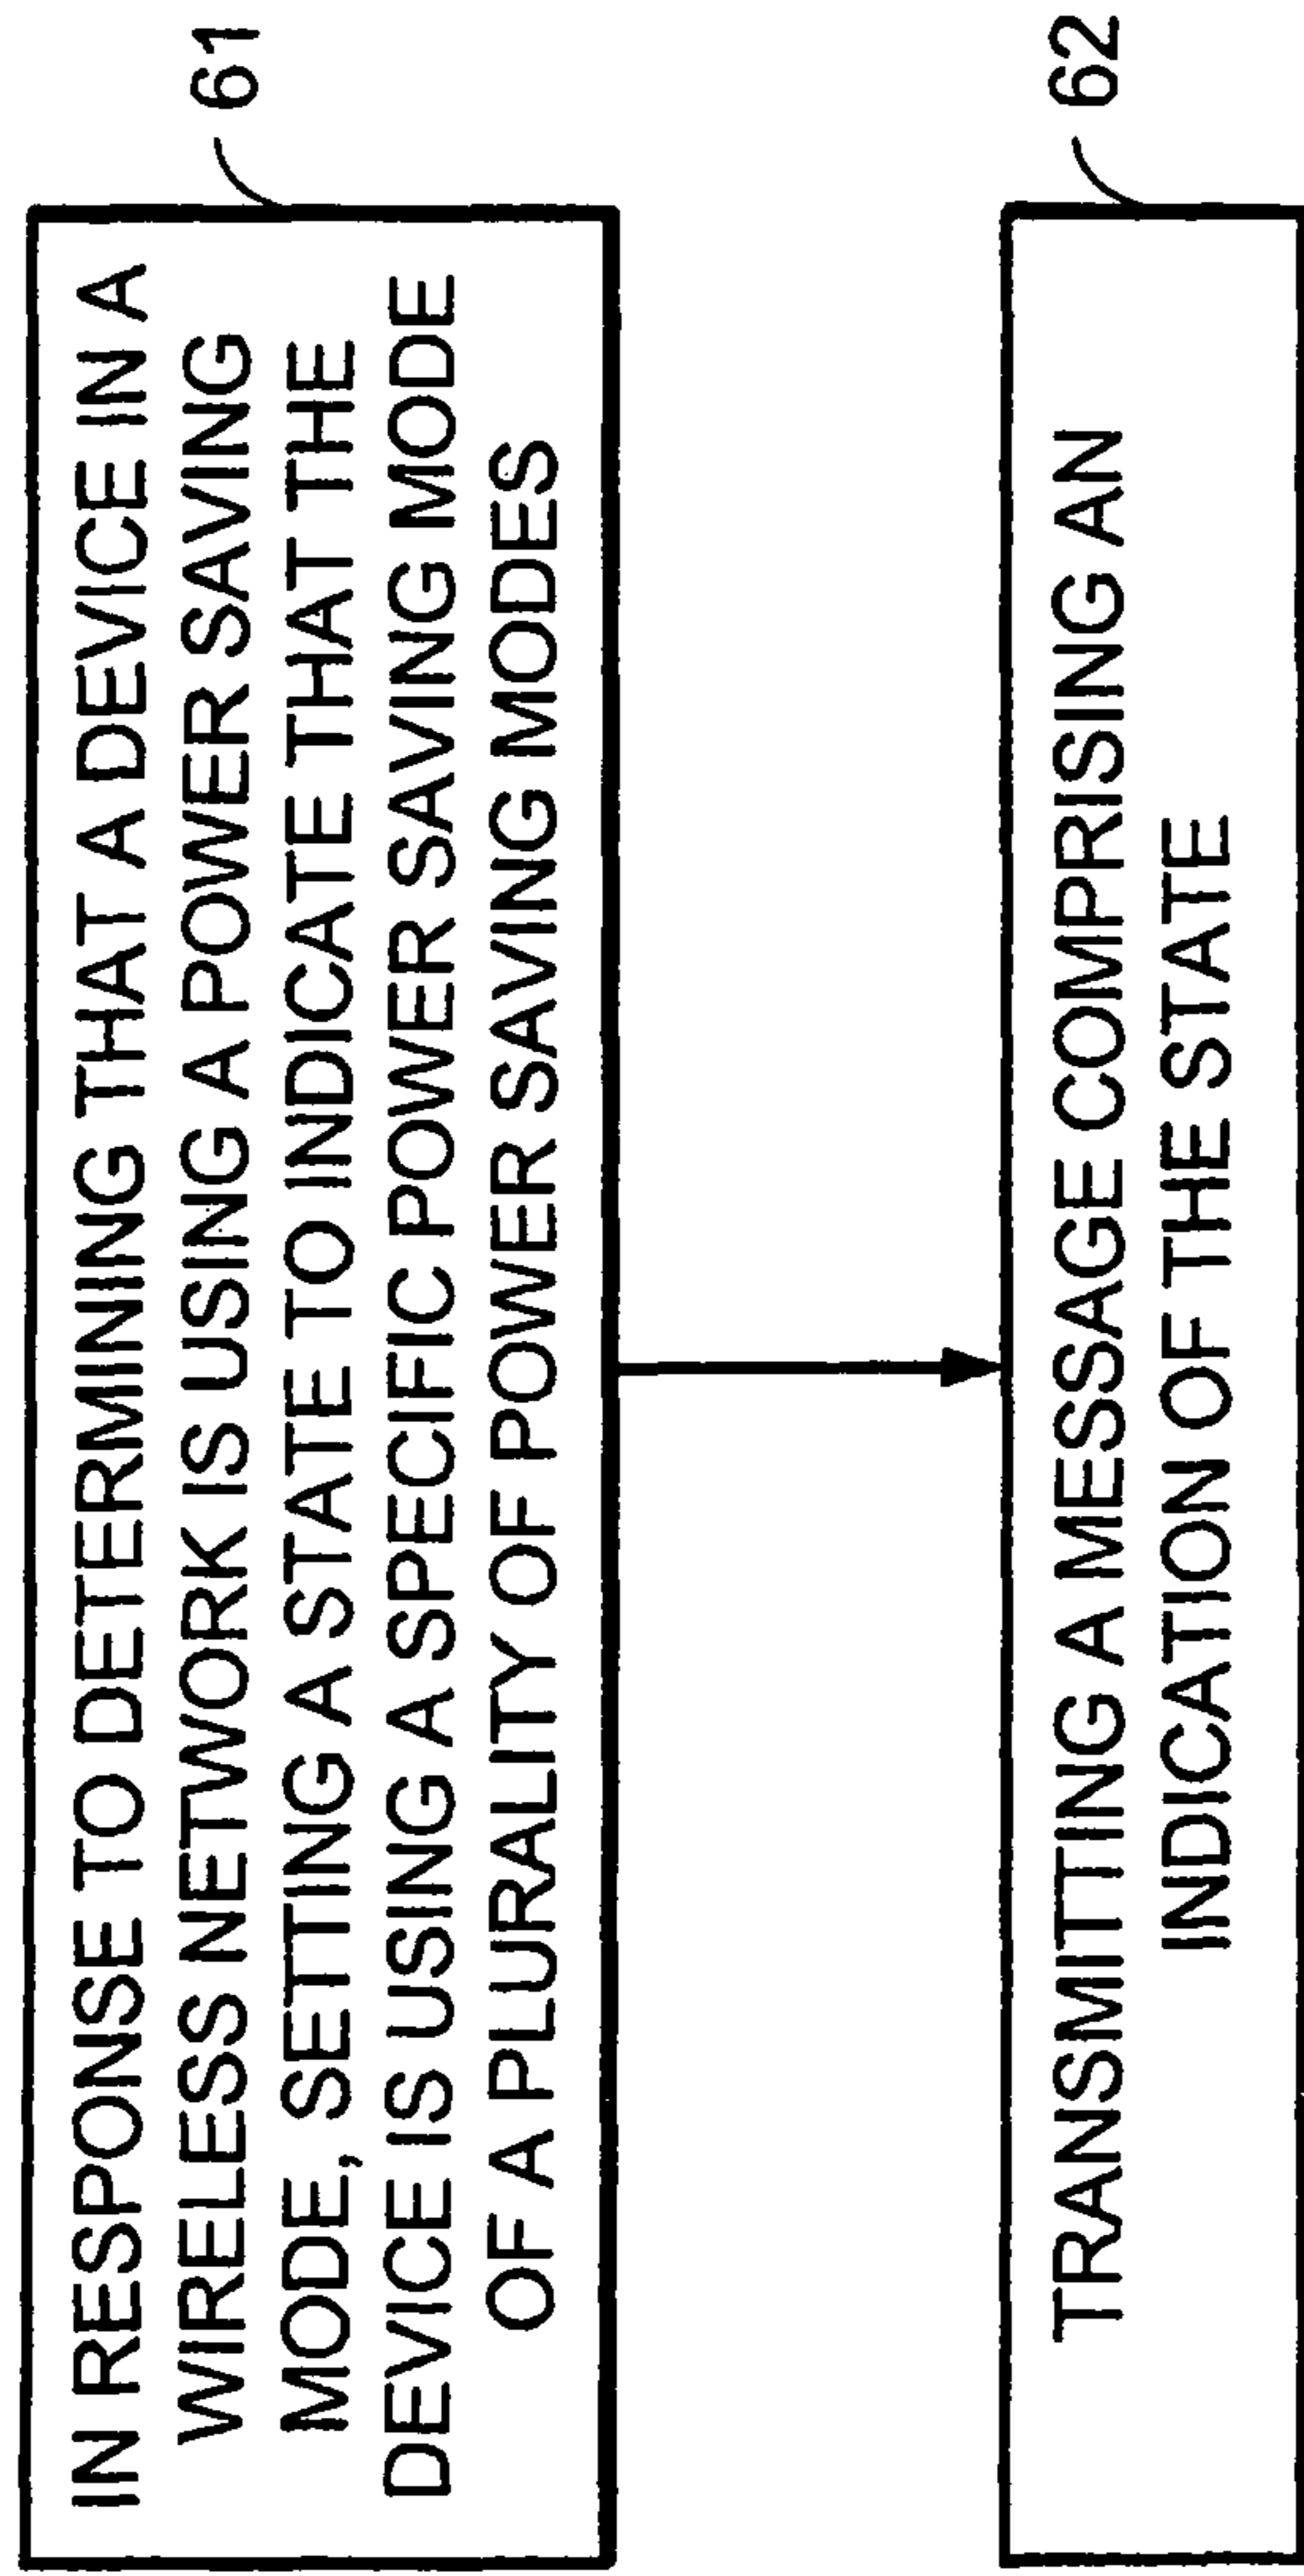 IN RESPONSE TO DETERMINING THAT A DEVICE IN A
WIRELESS NETWORK IS USING A POWER SAVING
MODE, SETTING A STATE TO INDICATE THAT THE
DEVICE IS USING A SPECIFIC POWER SAVING MODE
OF A PLURALITY OF POWER SAVING MODES
61
TRANSMITTING A MESSAGE COMPRISING AN
INDICATION OF THE STATE
62